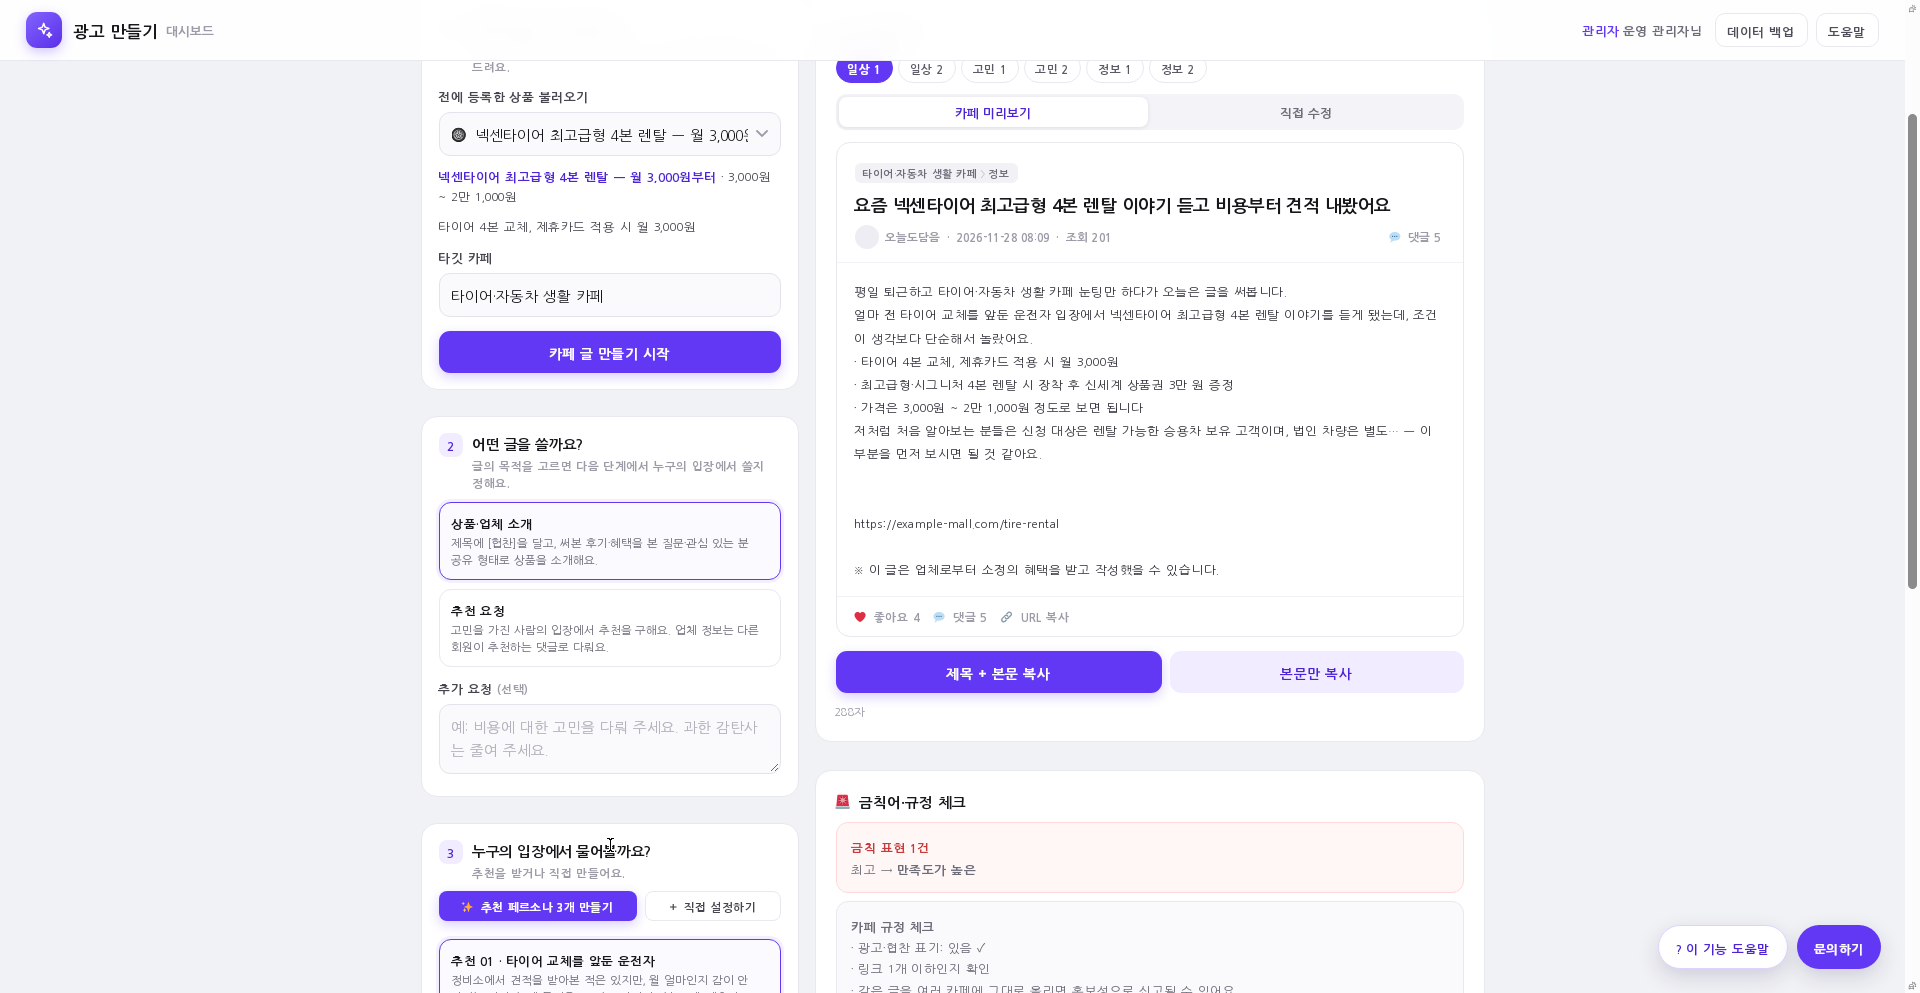 광고 만들기 대시보드
관리자 운영 관리자님
데이터 백업
도움말
드려요.
전에 등록한 상품 불러오기
넥센타이어 최고급형 4본 렌탈 — 월 3,000원
넥센타이어 최고급형 4본 렌탈 — 월 3,000원부터 · 3,000원
~ 2만 1,000원
타이어 4본 교체, 제휴카드 적용 시 월 3,000원
타깃 카페
타이어·자동차 생활 카페
카페 글 만들기 시작
2
어떤 글을 쓸까요?
글의 목적을 고르면 다음 단계에서 누구의 입장에서 쓸지
정해요.
상품·업체 소개
제목에 [협찬]을 달고, 써본 후기·혜택을 본 질문·관심 있는 분
공유 형태로 상품을 소개해요.
추천 요청
고민을 가진 사람의 입장에서 추천을 구해요. 업체 정보는 다른
회원이 추천하는 댓글로 다뤄요.
추가 요청 (선택)
예: 비용에 대한 고민을 다뤄 주세요. 과한 감탄사
는 줄여 주세요.
3
누구의 입장에서 물어볼까요?
추천을 받거나 직접 만들어요.
✨ 추천 페르소나 3개 만들기
+ 직접 설정하기
추천 01 · 타이어 교체를 앞둔 운전자
정비소에서 견적을 받아본 적은 있지만, 월 얼마인지 감이 안
일상 1
일상 2
고민 1
고민 2
정보 1
정보 2
카페 미리보기
직접 수정
타이어·자동차 생활 카페 › 정보
요즘 넥센타이어 최고급형 4본 렌탈 이야기 듣고 비용부터 견적 내봤어요
오늘도담음 · 2026-11-28 08:09 · 조회 201
💬 댓글 5
평일 퇴근하고 타이어·자동차 생활 카페 눈팅만 하다가 오늘은 글을 써봅니다.
얼마 전 타이어 교체를 앞둔 운전자 입장에서 넥센타이어 최고급형 4본 렌탈 이야기를 듣게 됐는데, 조건
이 생각보다 단순해서 놀랐어요.
· 타이어 4본 교체, 제휴카드 적용 시 월 3,000원
· 최고급형·시그니처 4본 렌탈 시 장착 후 신세계 상품권 3만 원 증정
· 가격은 3,000원 ~ 2만 1,000원 정도로 보면 됩니다
저처럼 처음 알아보는 분들은 신청 대상은 렌탈 가능한 승용차 보유 고객이며, 법인 차량은 별도… — 이
부분을 먼저 보시면 될 것 같아요.
https://example-mall.com/tire-rental
※ 이 글은 업체로부터 소정의 혜택을 받고 작성했을 수 있습니다.
❤️ 좋아요 4 💬 댓글 5 🔗 URL 복사
제목 + 본문 복사
본문만 복사
288자
🚨 금칙어·규정 체크
금칙 표현 1건
최고 → 만족도가 높은
카페 규정 체크
· 광고·협찬 표기: 있음 ✓
· 링크 1개 이하인지 확인
· 같은 글을 여러 카페에 그대로 올리면 홍보성으로 신고될 수 있어요
? 이 기능 도움말
문의하기